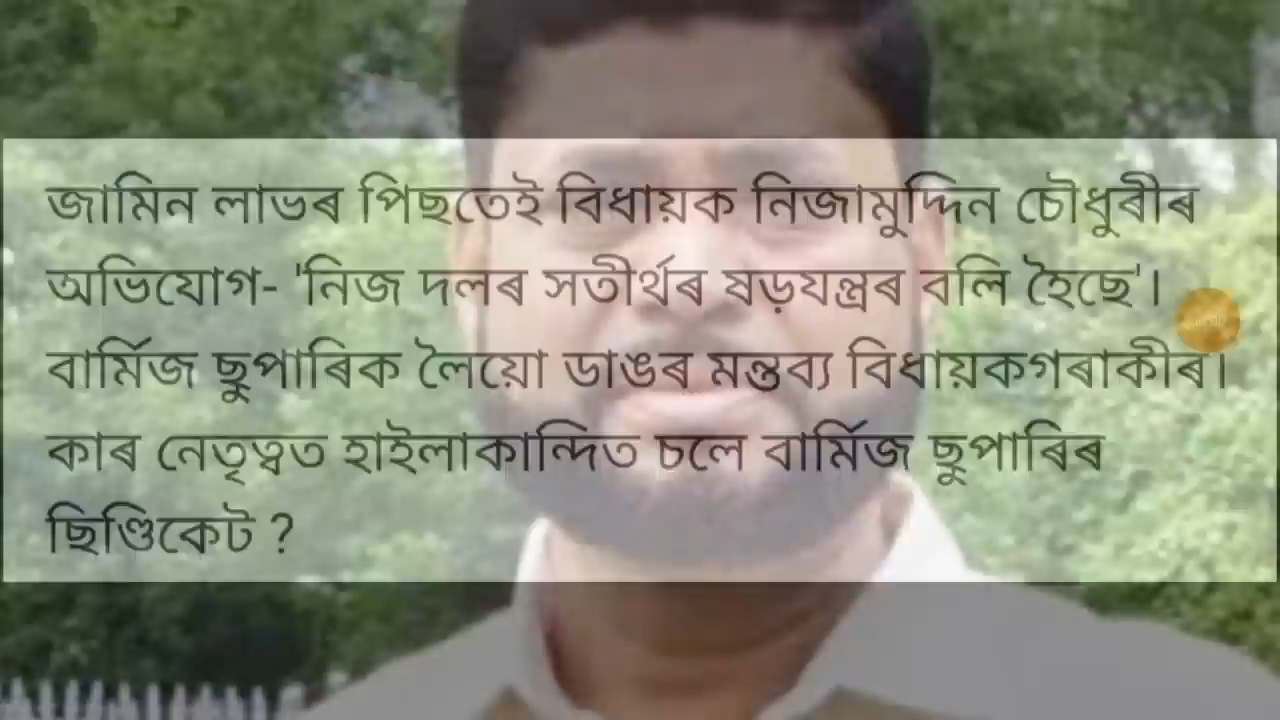 জামিন লাভৰ পিছতেই বিধায়ক নিজামুদ্দিন চৌধুৰীৰ
অভিযোগ- 'নিজ দলৰ সতীৰ্থৰ ষড়যন্ত্ৰৰ বলি হৈছে'।
বাৰ্মিজ ছুপাৰিক লৈয়ো ডাঙৰ মন্তব্য বিধায়কগৰাকীৰ।
কাৰ নেতৃত্বত হাইলাকান্দিত চলে বাৰ্মিজ ছুপাৰিৰ
ছিণ্ডিকেট ?